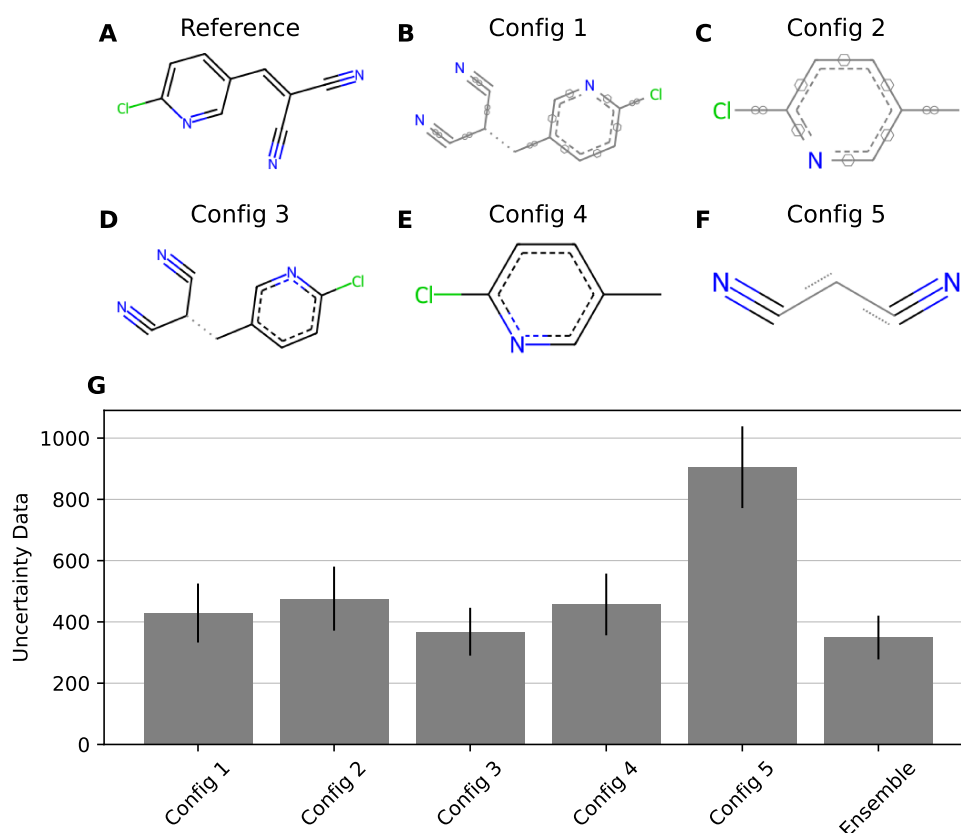 A Reference
B Config 1
C Config 2
Cl N N N
N N N Cl
Cl N
D Config 3
E Config 4
F Config 5
N N N Cl
Cl N
N N
G
Uncertainty Data
1000
800
600
400
200
0
Config 1
Config 2
Config 3
Config 4
Config 5
Ensemble